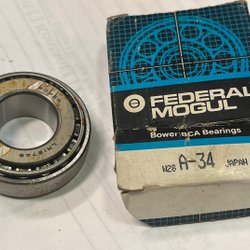 FEDERAL
MOGUL
Bower/BCA Bearings
N28 A-34 JAPAN